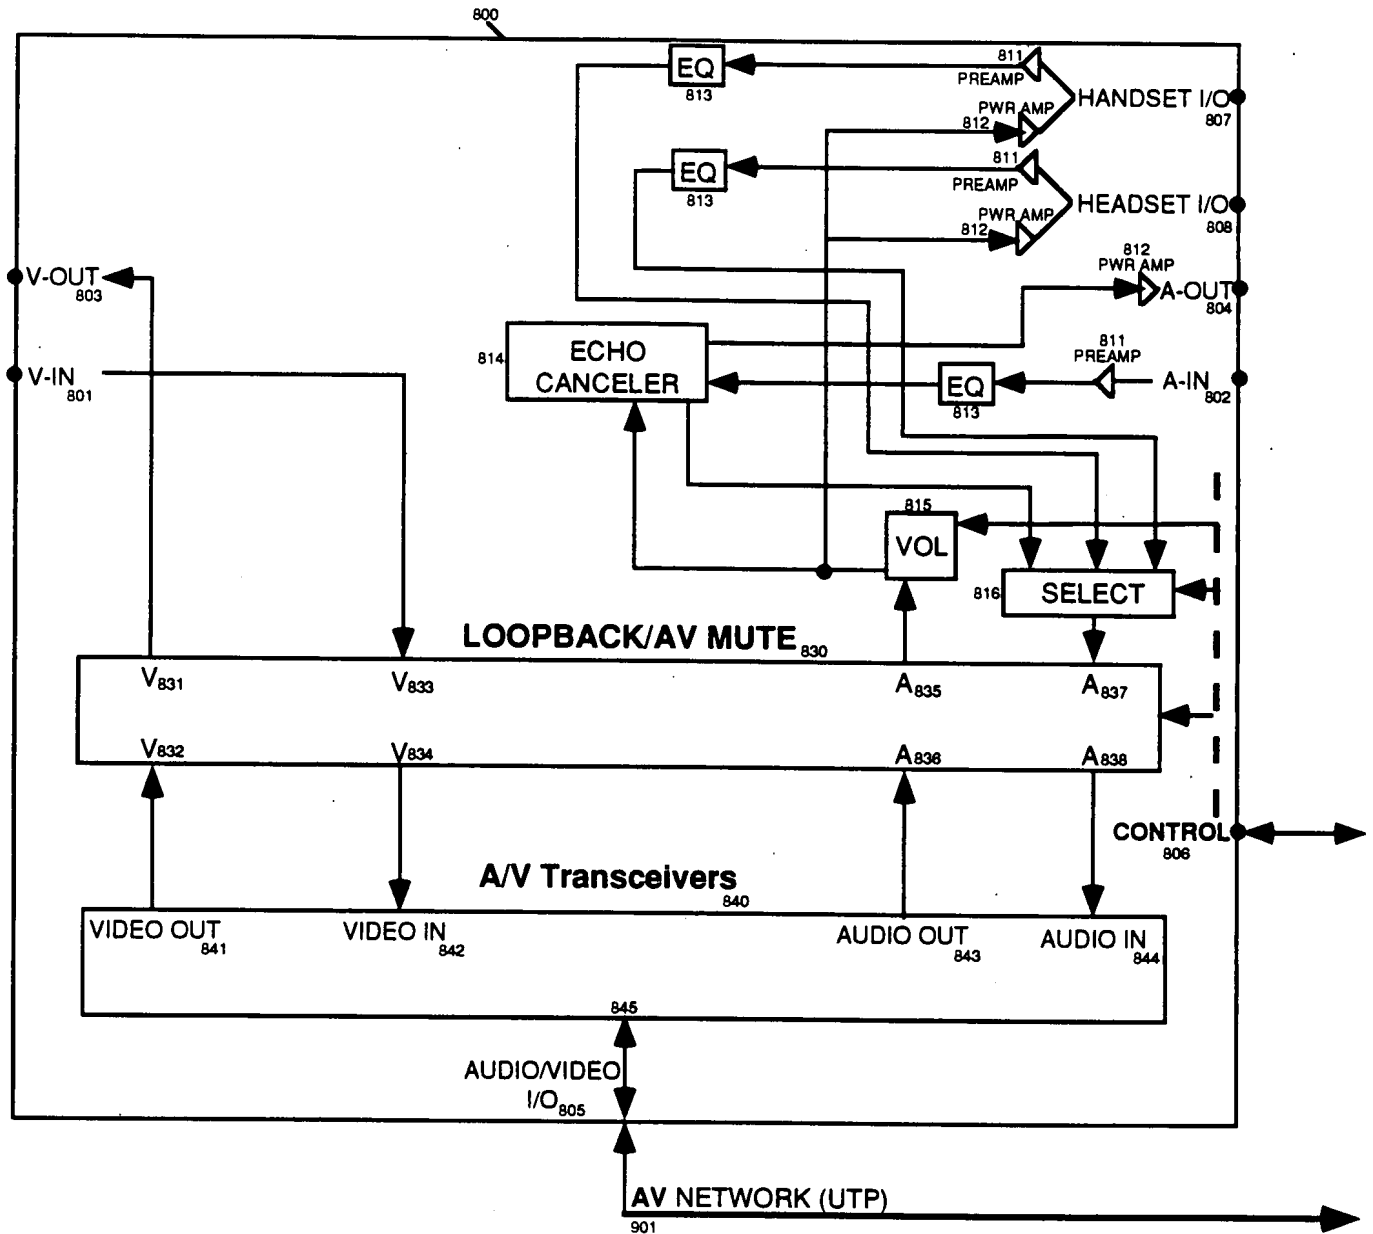 800
EQ
813
811
PREAMP
HANDSET I/O
807
PWR AMP
812
EQ
813
811
PREAMP
HEADSET I/O
808
PWR AMP
812
812
PWR AMP
A-OUT
804
V-OUT
803
V-IN
801
814
ECHO
CANCELER
EQ
813
811
PREAMP
A-IN
802
815
VOL
816
SELECT
LOOPBACK/AV MUTE 830
V831
V833
A835
A837
V832
V834
A836
A838
CONTROL
806
A/V Transceivers
840
VIDEO OUT
841
VIDEO IN
842
AUDIO OUT
843
AUDIO IN
844
845
AUDIO/VIDEO
I/O805
AV NETWORK (UTP)
901